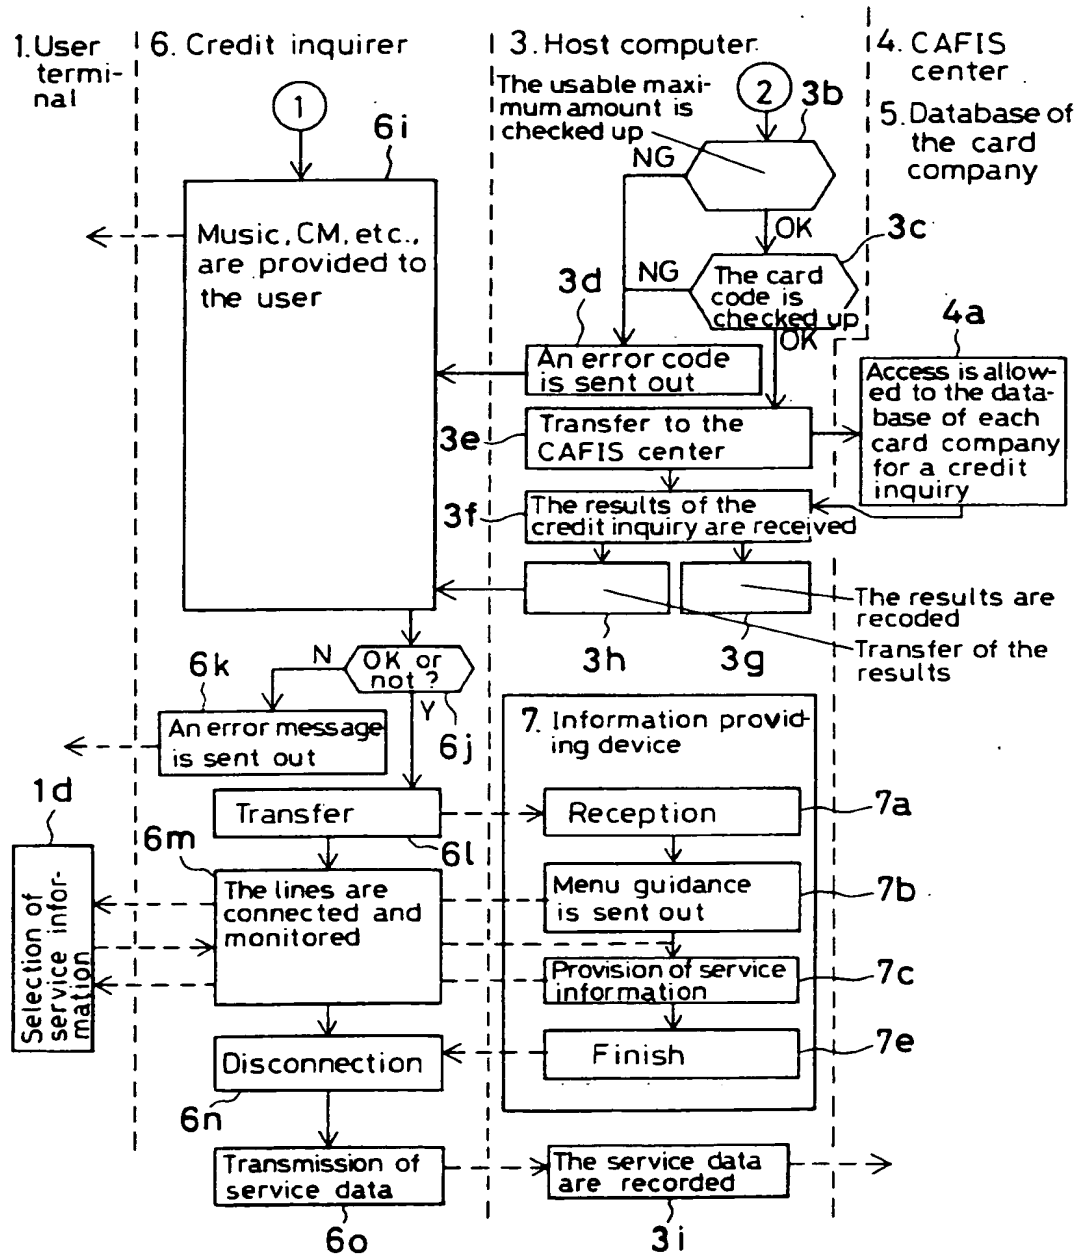 1. User
termi-
nal
6. Credit inquirer
3. Host computer
4. CAFIS
center
5. Database of
the card
company
1
6i
Music, CM, etc.,
are provided to
the user
The usable maxi-
mum amount is
checked up
2
3b
NG
OK
3c
NG
The card
code is
checked up
OK
3d
An error code
is sent out
4a
Access is allow-
ed to the data-
base of each
card company
for a credit
inquiry
3e
Transfer to the
CAFIS center
3f
The results of the
credit inquiry are received
The results are
recoded
3h
3g
Transfer of the
results
N
OK or
not?
Y
6j
6k
An error message
is sent out
7. Information provid-
ing device
1d
Selection of
service infor-
mation
Transfer
6l
Reception
7a
6m
The lines are
connected and
monitored
Menu guidance
is sent out
7b
Provision of service
information
7c
Disconnection
6n
Finish
7e
Transmission of
service data
6o
The service data
are recorded
3i